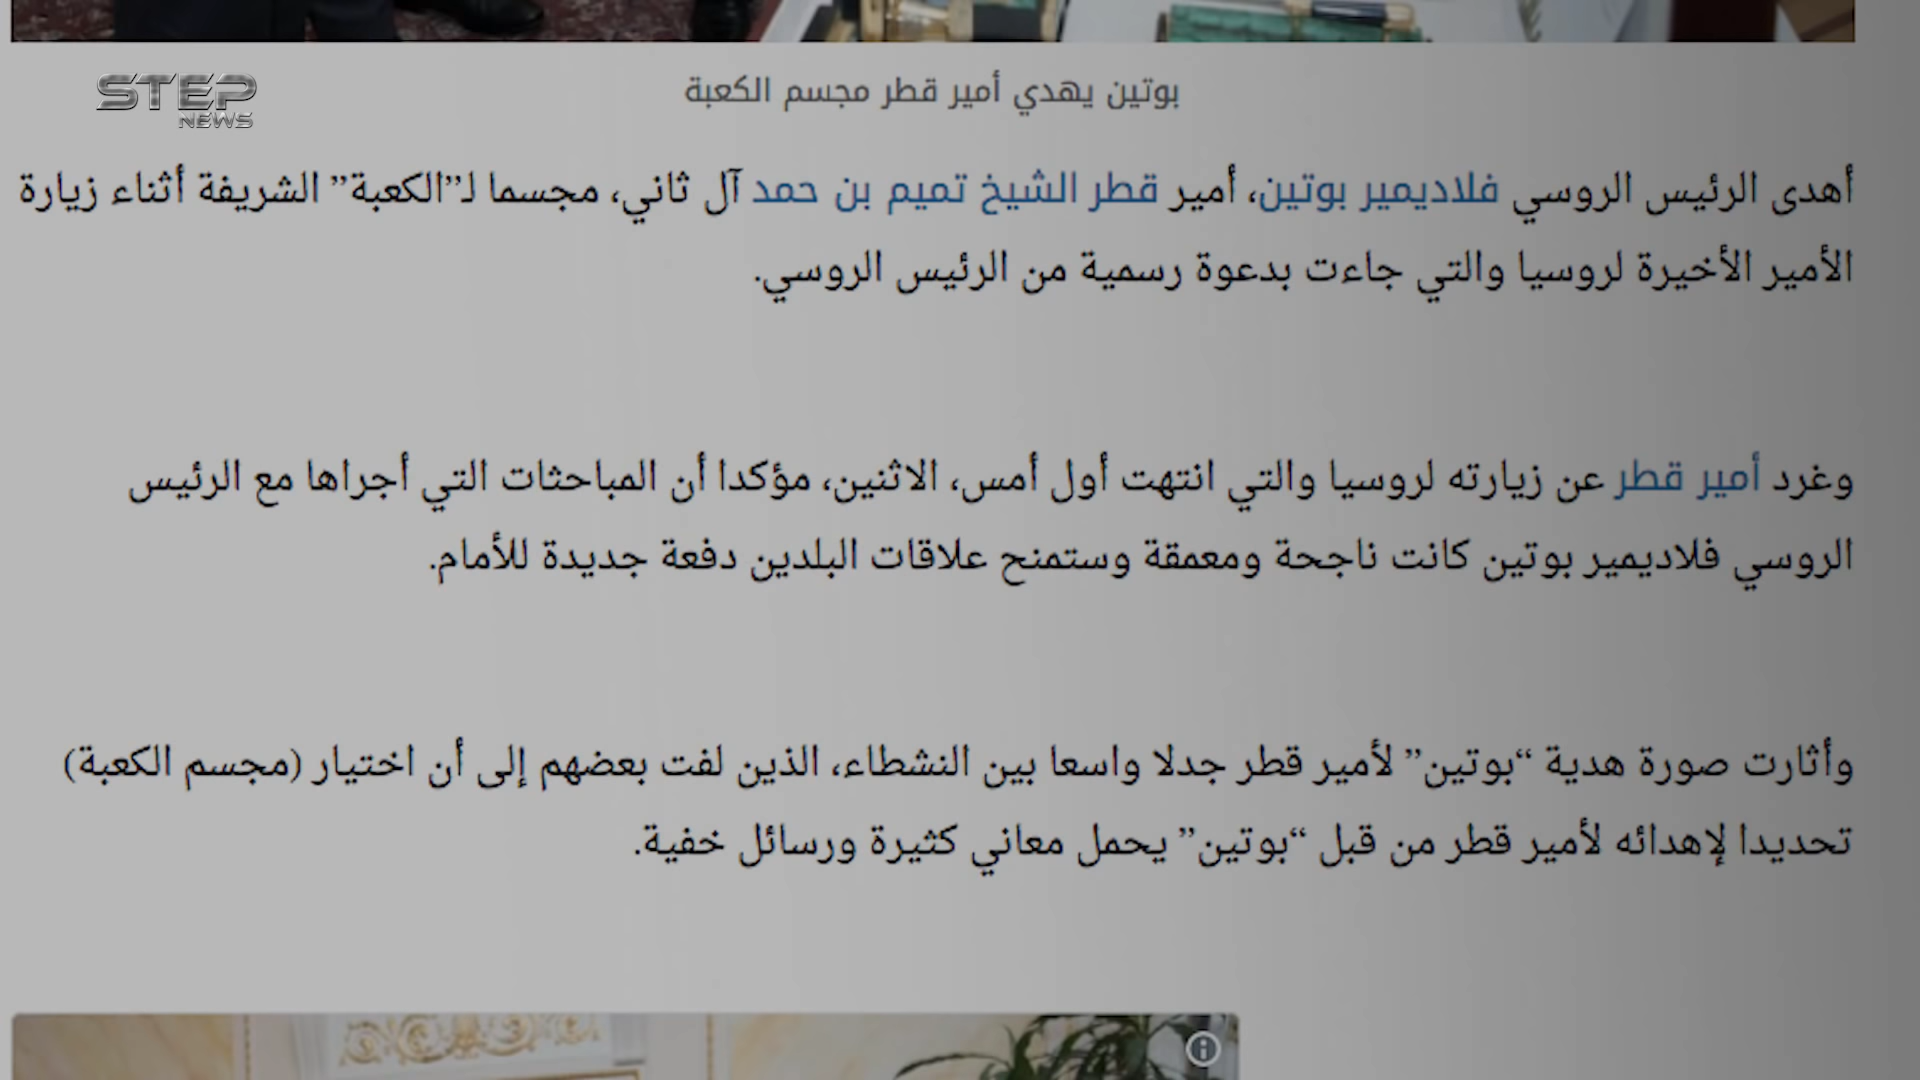 STEP
NEWS
بوتين يهدي أمير قطر مجسم الكعبة
أهدى الرئيس الروسي فلاديمير بوتين، أمير قطر الشيخ تميم بن حمد آل ثاني، مجسما لـ”الكعبة” الشريفة أثناء زيارة
الأمير الأخيرة لروسيا والتي جاءت بدعوة رسمية من الرئيس الروسي.
وغرد أمير قطر عن زيارته لروسيا والتي انتهت أول أمس، الاثنين، مؤكدا أن المباحثات التي أجراها مع الرئيس
الروسي فلاديمير بوتين كانت ناجحة ومعمقة وستمنح علاقات البلدين دفعة جديدة للأمام.
وأثارت صورة هدية “بوتين” لأمير قطر جدلا واسعا بين النشطاء، الذين لفت بعضهم إلى أن اختيار (مجسم الكعبة)
تحديدا لإهدائه لأمير قطر من قبل “بوتين” يحمل معاني كثيرة ورسائل خفية.